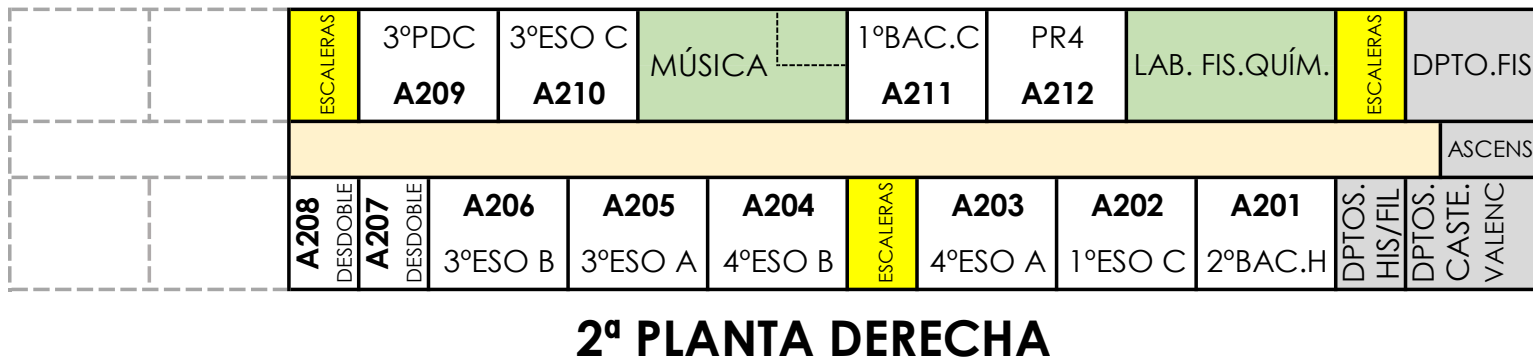 ESCALERAS
3ºPDC
A209
3ºESO C
A210
MÚSICA
1ºBAC.C
A211
PR4
A212
LAB. FIS.QUÍM.
ESCALERAS
DPTO.FIS
ASCENS
A208
DESDOBLE
A207
DESDOBLE
A206
3ºESO B
A205
3ºESO A
A204
4ºESO B
ESCALERAS
A203
4ºESO A
A202
1ºESO C
A201
2ºBAC.H
DPTOS.
HIS/FIL
DPTOS.
CASTE.
VALENC
2ª PLANTA DERECHA